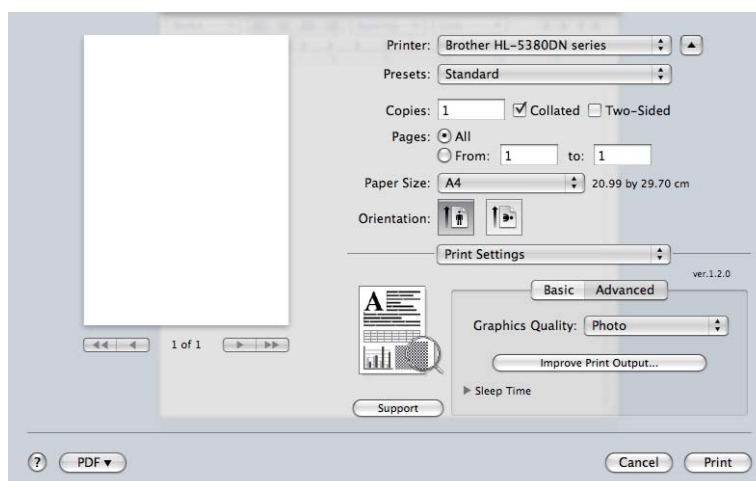 Printer: Brother HL-5380DN series
Presets: Standard
Copies: 1 Collated Two-Sided
Pages: All
From: 1 to: 1
Paper Size: A4 20.99 by 29.70 cm
Orientation:
Print Settings
ver.1.2.0
Basic Advanced
A
Graphics Quality: Photo
1 of 1
Improve Print Output...
Sleep Time
Support
? PDF▼ Cancel Print